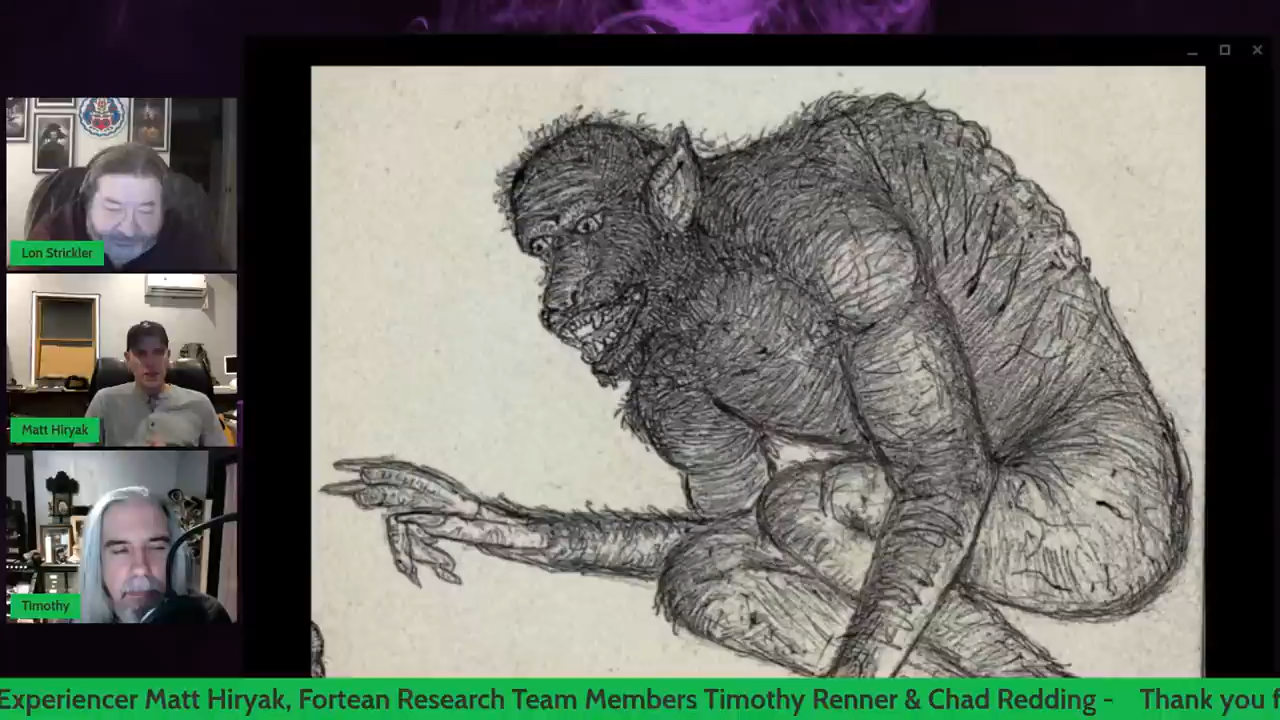 Lon Strickler
Matt Hiryak
Timothy
Experiencer Matt Hiryak, Fortean Research Team Members Timothy Renner & Chad Redding - Thank you f